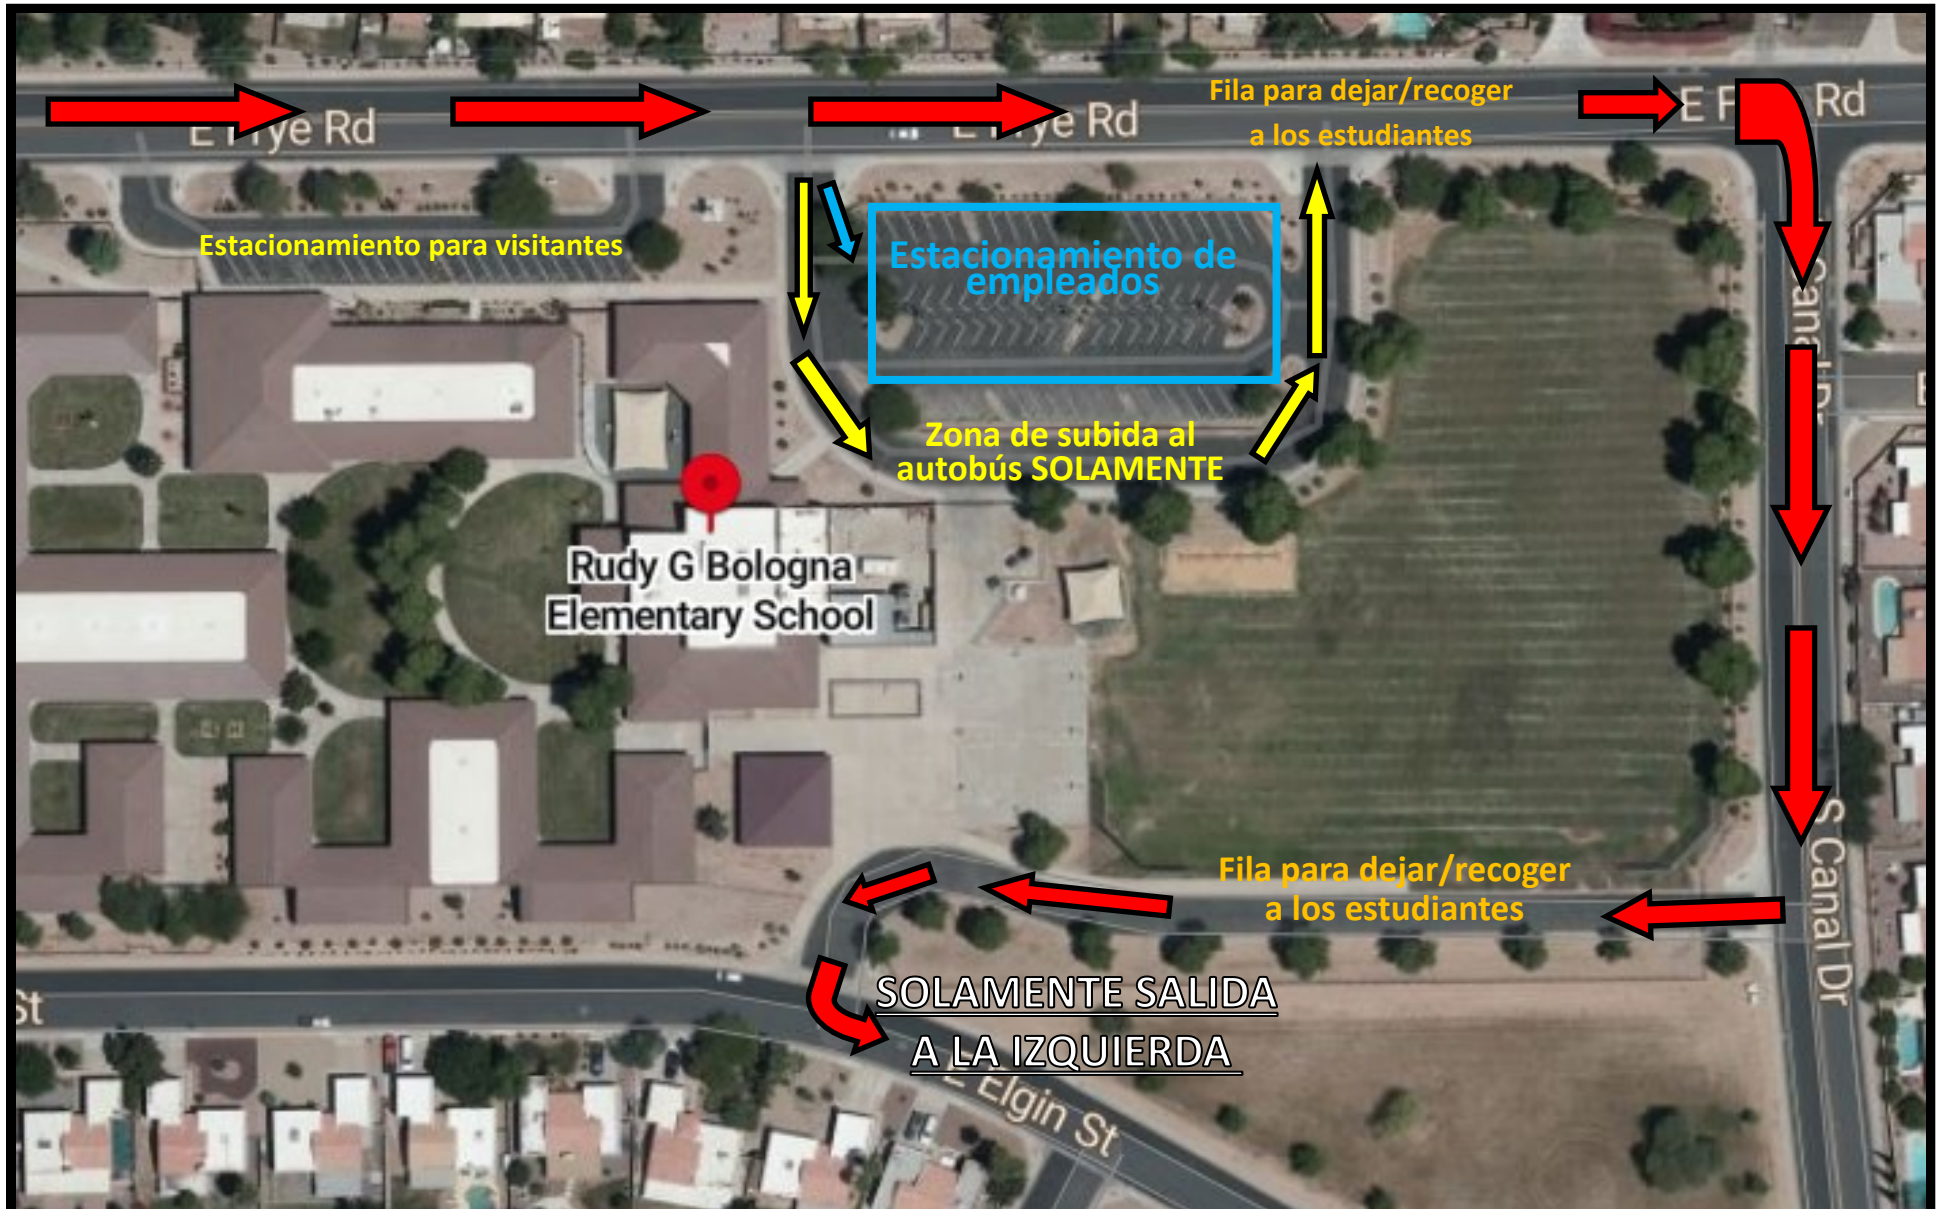 Fila para dejar/recoger
a los estudiantes
E Frye Rd
E Frye Rd
E F Rd
Estacionamiento para visitantes
Estacionamiento de
empleados
Canal Dr
Zona de subida al
autobús SOLAMENTE
Rudy G Bologna
Elementary School
Fila para dejar/recoger
a los estudiantes
S Canal Dr
SOLAMENTE SALIDA
A LA IZQUIERDA
St
E Elgin St